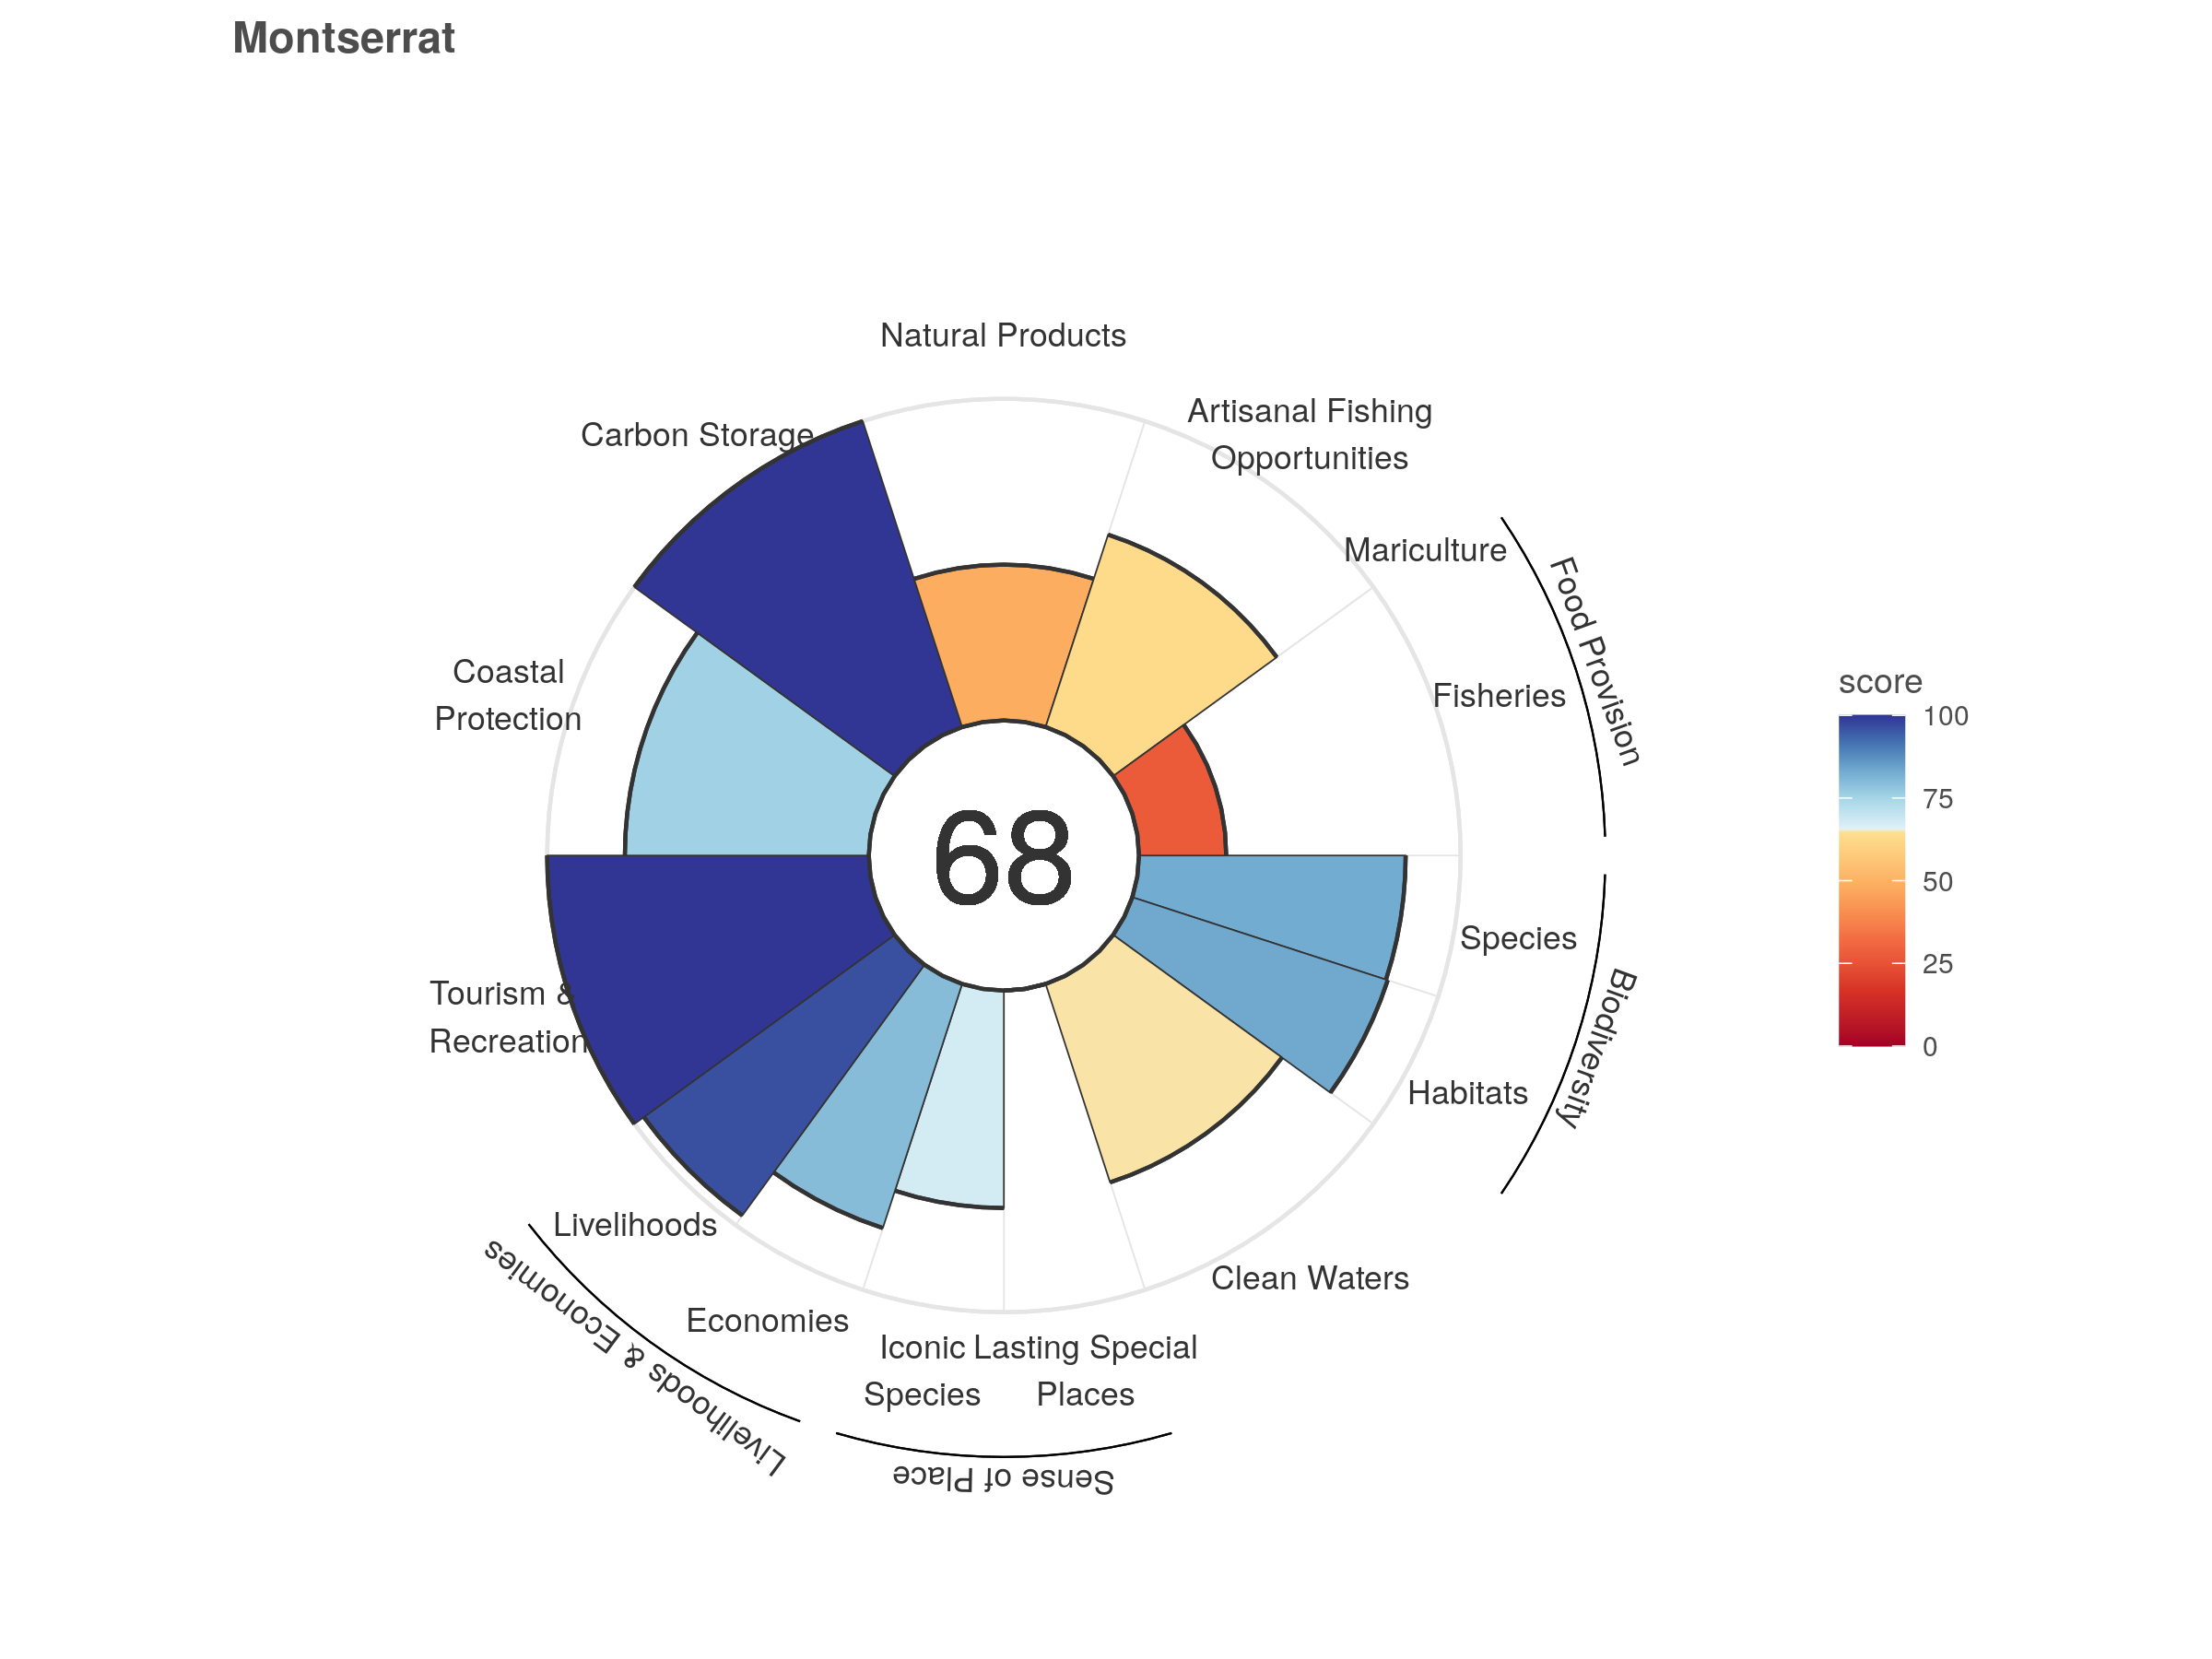 Montserrat
Natural Products
Artisanal Fishing
Opportunities
Carbon Storage
Mariculture
Food Provision
Fisheries
Coastal
Protection
score
100
75
50
25
0
68
Species
Biodiversity
Habitats
Tourism &
Recreation
Livelihoods
Livelihoods & Economies
Economies
Clean Waters
Iconic
Species
Lasting Special
Places
Sense of Place